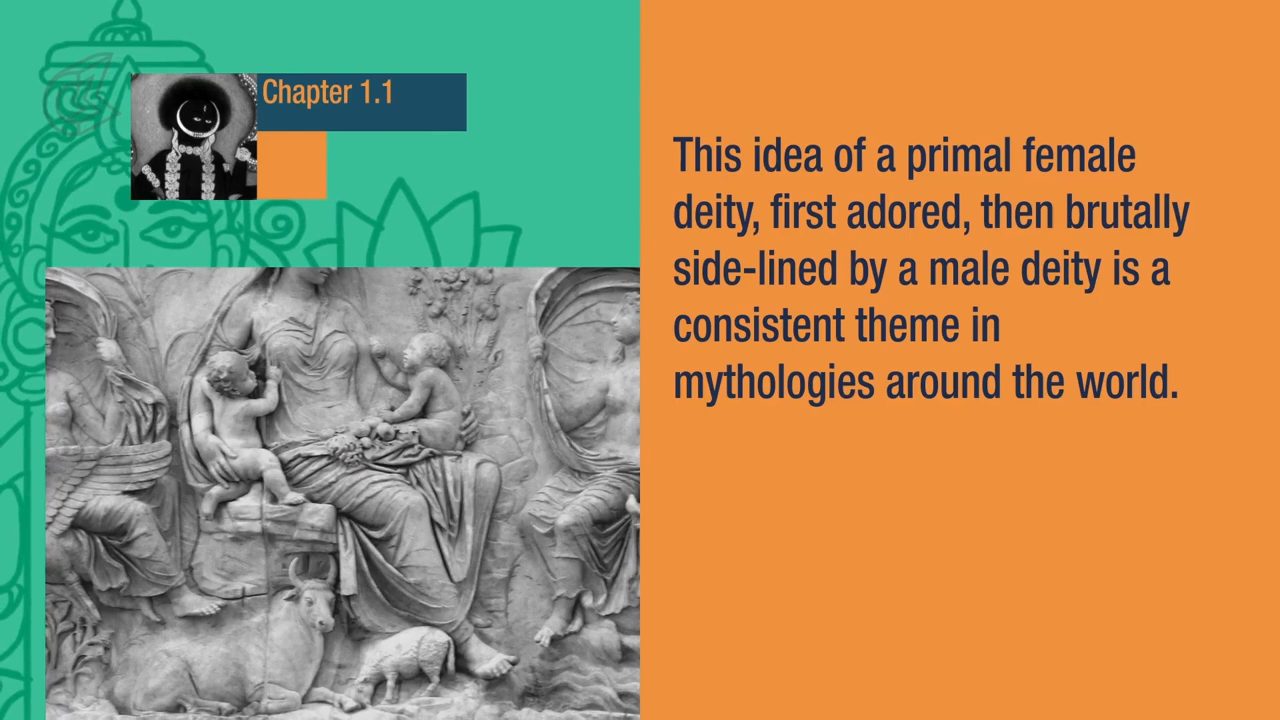 Chapter 1.1
This idea of a primal female
deity, first adored, then brutally
side-lined by a male deity is a
consistent theme in
mythologies around the world.